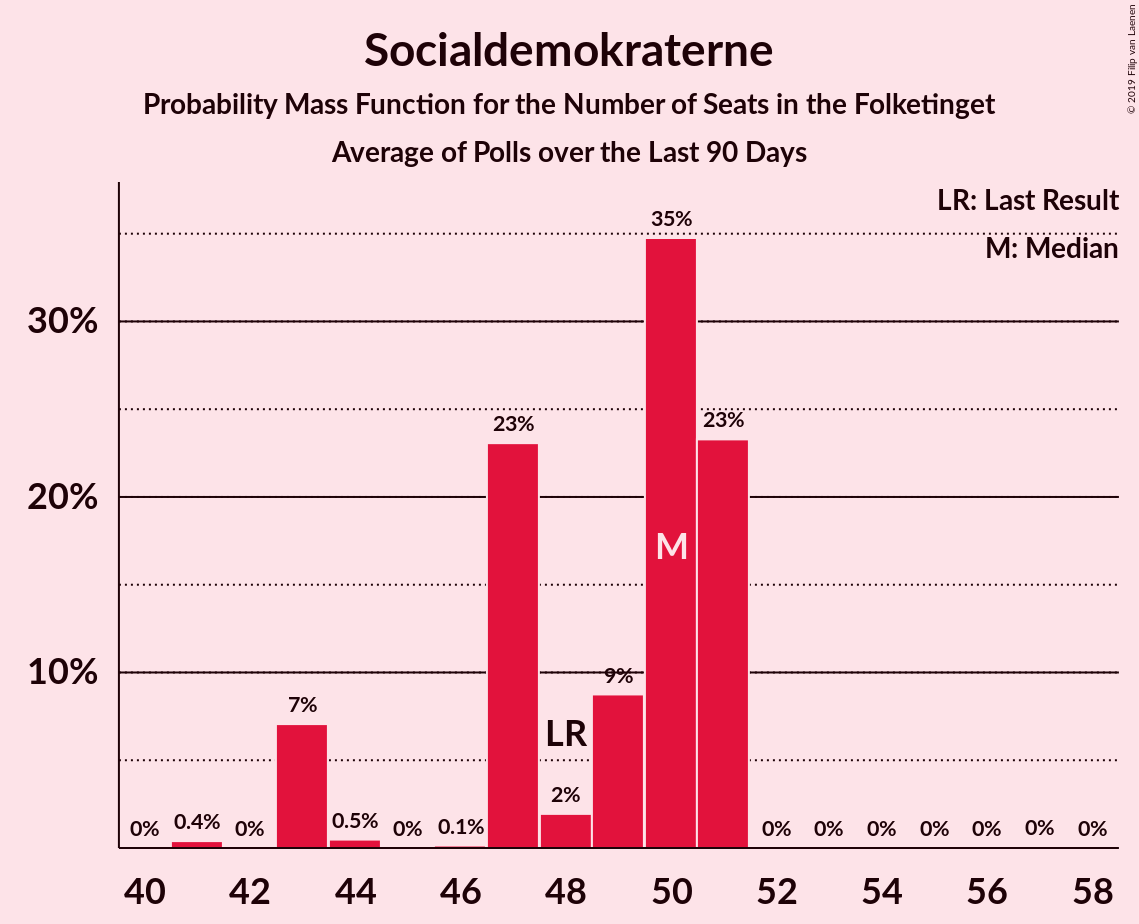 Socialdemokraterne
Probability Mass Function for the Number of Seats in the Folketinget
Average of Polls over the Last 90 Days
© 2019 Filip van Laenen
LR: Last Result
M: Median
30%
20%
10%
0%
0.4%
0%
7%
0.5%
0%
0.1%
23%
2%
9%
35%
23%
0%
0%
0%
0%
0%
0%
0%
LR
M
40 42 44 46 48 50 52 54 56 58